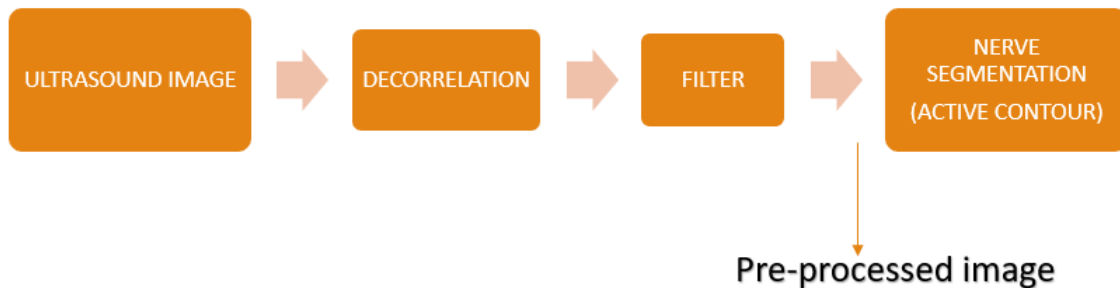 ULTRASOUND IMAGE
DECORRELATION
FILTER
NERVE
SEGMENTATION
(ACTIVE CONTOUR)
Pre-processed image